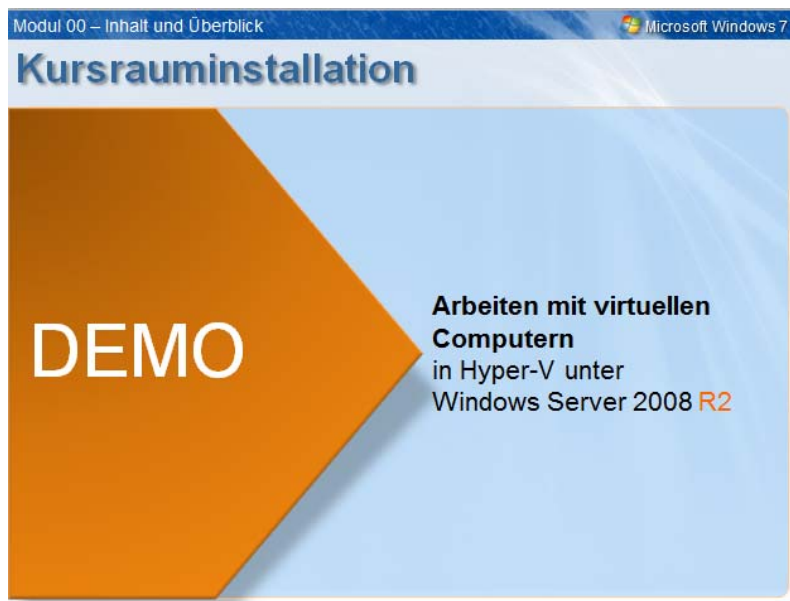 Modul 00 – Inhalt und Überblick
Microsoft Windows 7
Kursrauminstallation
DEMO
Arbeiten mit virtuellen
Computern
in Hyper-V unter
Windows Server 2008 R2